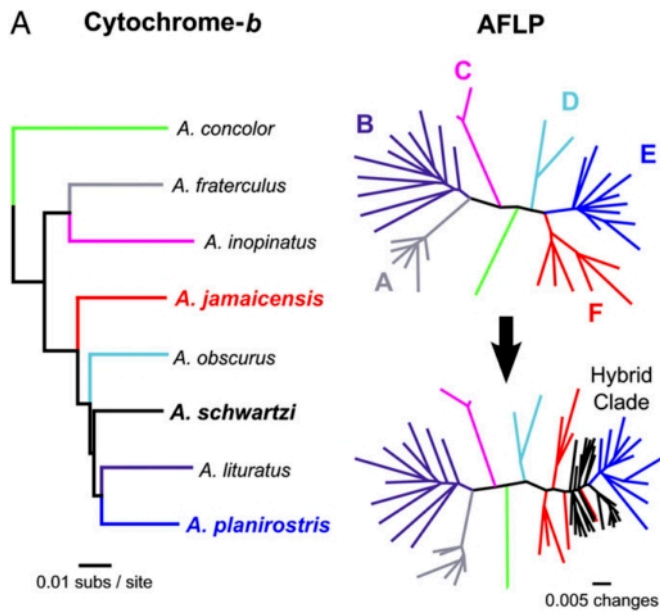 A
Cytochrome-b
AFLP
A. concolor
A. fraterculus
A. inopinatus
A. jamaicensis
A. obscurus
A. schwartzi
A. lituratus
A. planirostris
0.01 subs / site
C
D
B
E
A
F
Hybrid
Clade
0.005 changes